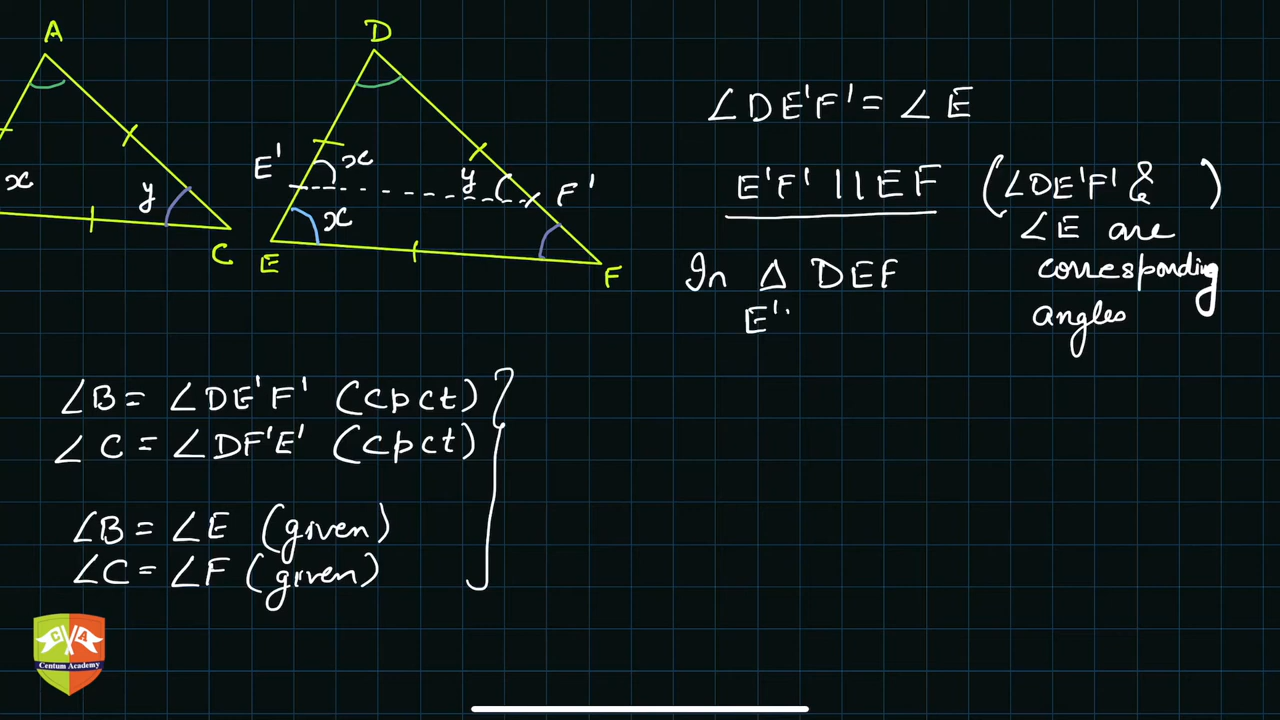 A
D
x
y
C
E'
x
y
F'
x
E
F
∠DE'F' = ∠E
E'F' || EF (∠DE'F' & )
∠E are
corresponding
angles
In △ DEF
E'
∠B = ∠DE'F' (cpct)
∠C = ∠DF'E' (cpct)
∠B = ∠E (given)
∠C = ∠F (given)
C A
Centum Academy